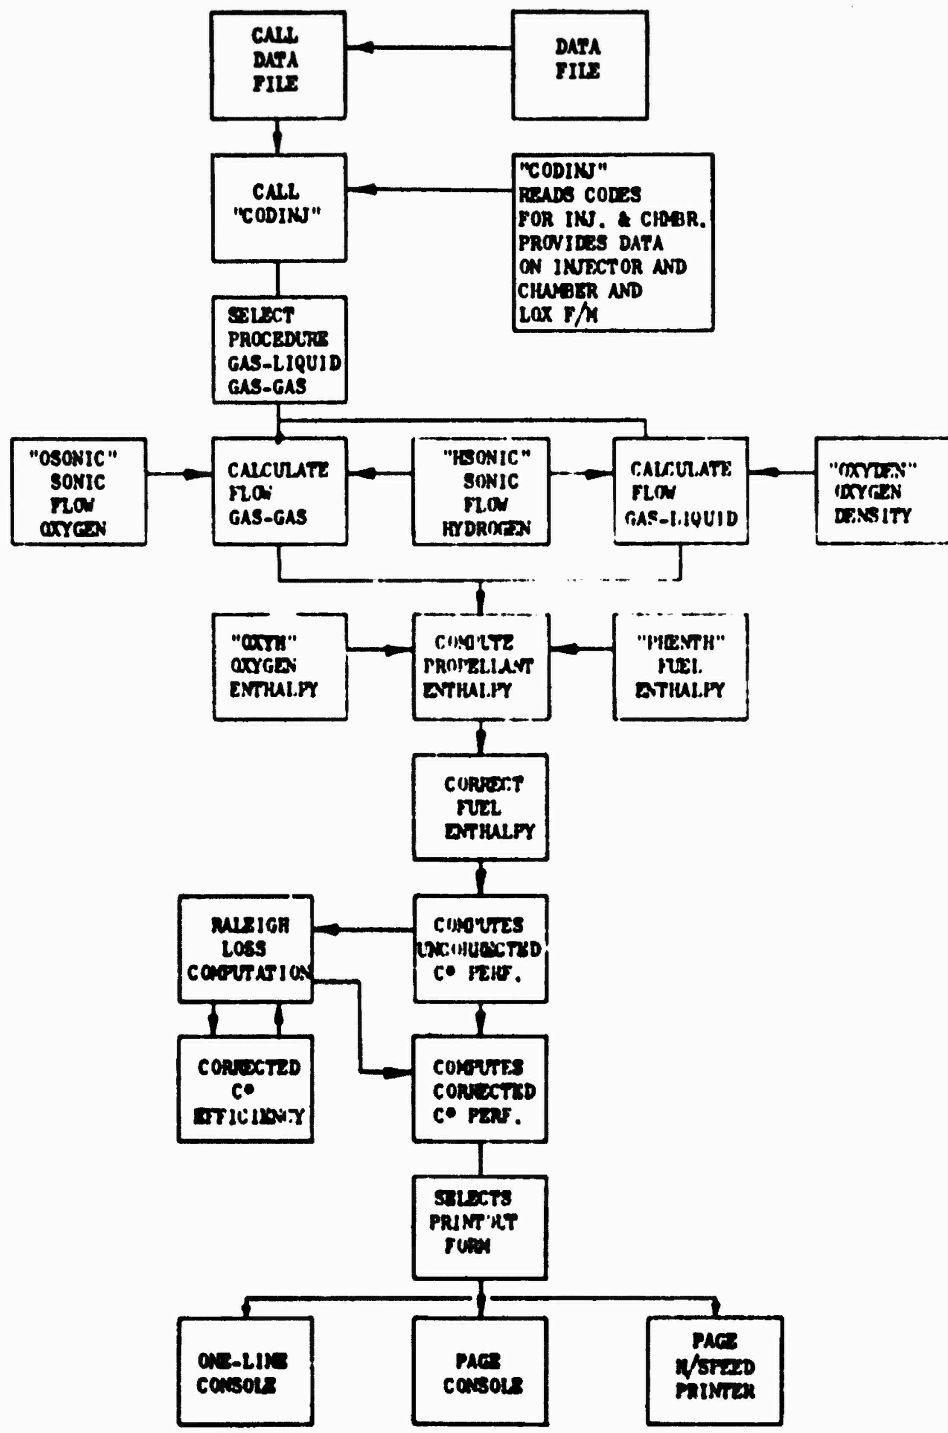 CALL
DATA
FILE
DATA
FILE
CALL
"CODINJ"
"CODINJ"
READS CODES
FOR INJ. & CHMBR.
PROVIDES DATA
ON INJECTOR AND
CHAMBER AND
LOX F/M
SELECT
PROCEDURE
GAS-LIQUID
GAS-GAS
"OSONIC"
SONIC
FLOW
OXYGEN
CALCULATE
FLOW
GAS-GAS
"HSONIC"
SONIC
FLOW
HYDROGEN
CALCULATE
FLOW
GAS-LIQUID
"OXYDEN"
OXYGEN
DENSITY
"OXYH"
OXYGEN
ENTHALPY
COMPUTE
PROPELLANT
ENTHALPY
"PHENTH"
FUEL
ENTHALPY
CORRECT
FUEL
ENTHALPY
RALEIGH
LOSS
COMPUTATION
COMPUTES
UNCORRECTED
C* PERF.
CORRECTED
C*
EFFICIENCY
COMPUTES
CORRECTED
C* PERF.
SELECTS
PRINTOUT
FORM
ONE-LINE
CONSOLE
PAGE
CONSOLE
PAGE
H/SPEED
PRINTER